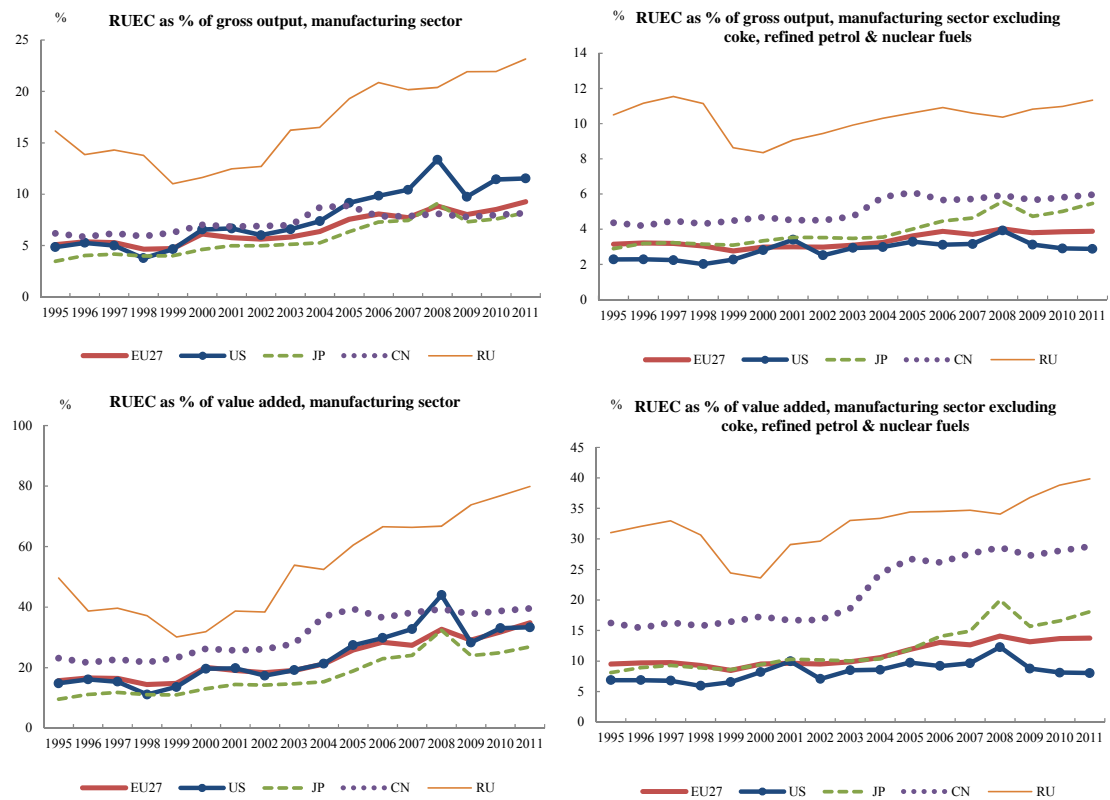 % RUEC as % of gross output, manufacturing sector
25
20
15
10
5
0
1995 1996 1997 1998 1999 2000 2001 2002 2003 2004 2005 2006 2007 2008 2009 2010 2011
EU27 US JP CN RU
% RUEC as % of gross output, manufacturing sector excluding
coke, refined petrol & nuclear fuels
14
12
10
8
6
4
2
0
1995 1996 1997 1998 1999 2000 2001 2002 2003 2004 2005 2006 2007 2008 2009 2010 2011
EU27 US JP CN RU
% RUEC as % of value added, manufacturing sector
100
80
60
40
20
0
1995 1996 1997 1998 1999 2000 2001 2002 2003 2004 2005 2006 2007 2008 2009 2010 2011
EU27 US JP CN RU
% RUEC as % of value added, manufacturing sector excluding
coke, refined petrol & nuclear fuels
45
40
35
30
25
20
15
10
5
0
1995 1996 1997 1998 1999 2000 2001 2002 2003 2004 2005 2006 2007 2008 2009 2010 2011
EU27 US JP CN RU